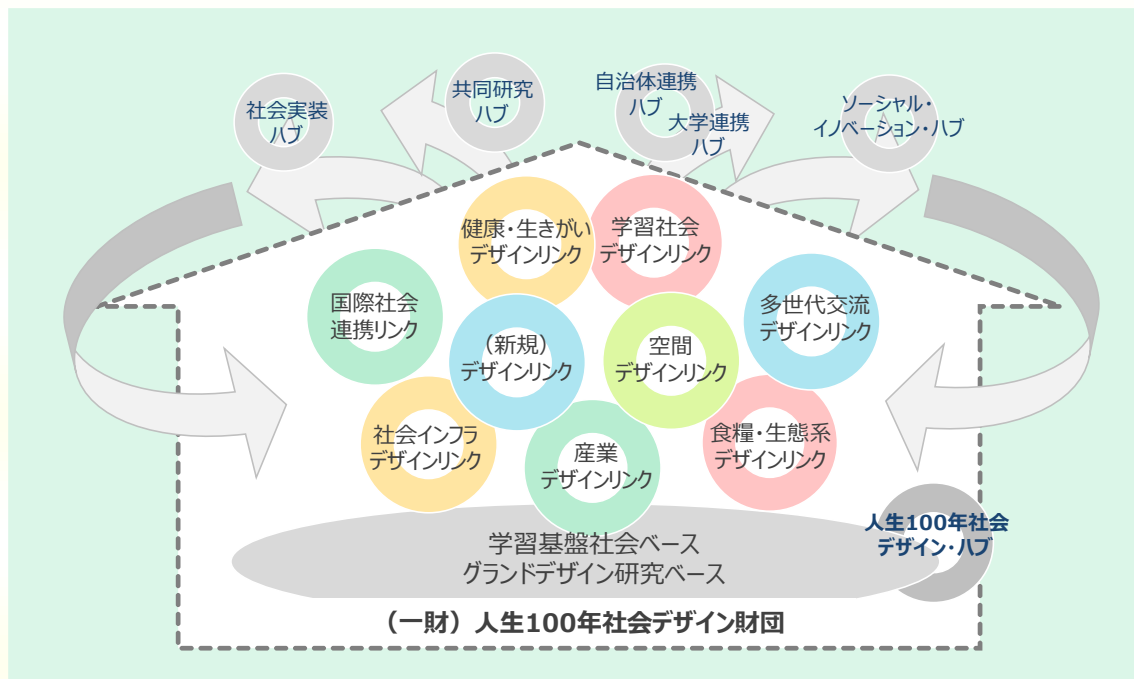 社会実装
ハブ
共同研究
ハブ
自治体連携
ハブ
大学連携
ハブ
ソーシャル・
イノベーション・ハブ
健康・生きがい
デザインリンク
学習社会
デザインリンク
国際社会
連携リンク
多世代交流
デザインリンク
（新規）
デザインリンク
空間
デザインリンク
社会インフラ
デザインリンク
産業
デザインリンク
食糧・生態系
デザインリンク
人生100年社会
デザイン・ハブ
学習基盤社会ベース
グランドデザイン研究ベース
（一財）人生100年社会デザイン財団